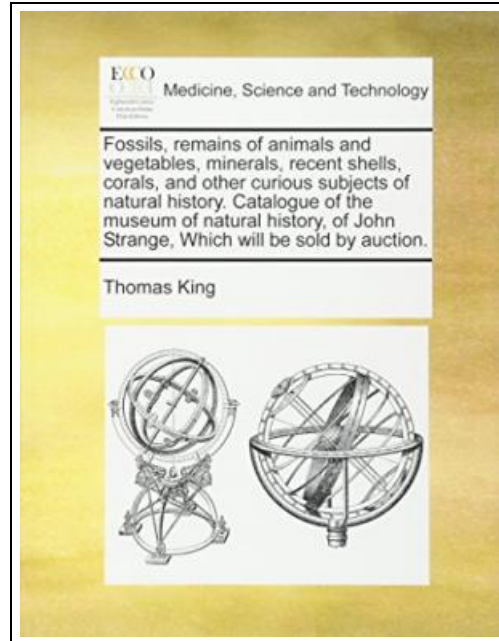 ECCO
Medicine, Science and Technology
Fossils, remains of animals and
vegetables, minerals, recent shells,
corals, and other curious subjects of
natural history. Catalogue of the
museum of natural history, of John
Strange, Which will be sold by auction.
Thomas King